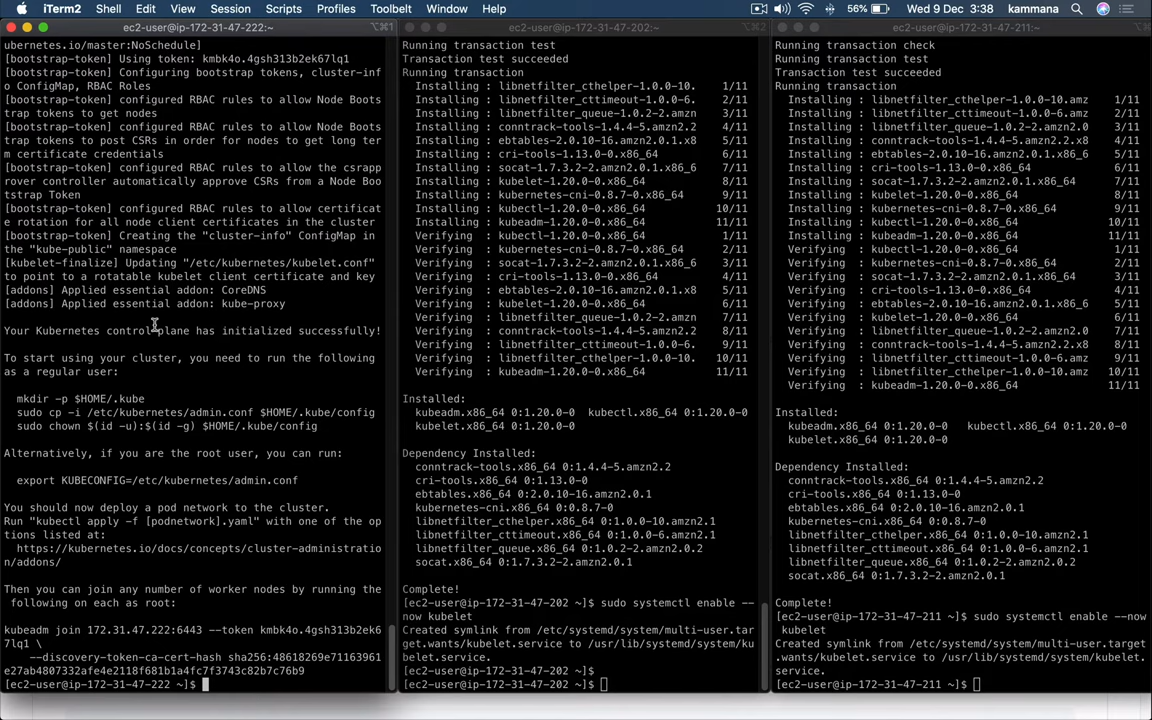 iTerm2 Shell Edit View Session Scripts Profiles Toolbelt Window Help 56% Wed 9 Dec 3:38 kammana
ec2-user@ip-172-31-47-222:~ ⌥⌘1
ubernetes.io/master:NoSchedule]
[bootstrap-token] Using token: kmbk4o.4gsh313b2ek67lq1
[bootstrap-token] Configuring bootstrap tokens, cluster-inf
o ConfigMap, RBAC Roles
[bootstrap-token] configured RBAC rules to allow Node Boots
trap tokens to get nodes
[bootstrap-token] configured RBAC rules to allow Node Boots
trap tokens to post CSRs in order for nodes to get long ter
m certificate credentials
[bootstrap-token] configured RBAC rules to allow the csrapp
rover controller automatically approve CSRs from a Node Boo
tstrap Token
[bootstrap-token] configured RBAC rules to allow certificat
e rotation for all node client certificates in the cluster
[bootstrap-token] Creating the "cluster-info" ConfigMap in
the "kube-public" namespace
[kubelet-finalize] Updating "/etc/kubernetes/kubelet.conf"
to point to a rotatable kubelet client certificate and key
[addons] Applied essential addon: CoreDNS
[addons] Applied essential addon: kube-proxy
Your Kubernetes control-plane has initialized successfully!
To start using your cluster, you need to run the following
as a regular user:
mkdir -p $HOME/.kube
sudo cp -i /etc/kubernetes/admin.conf $HOME/.kube/config
sudo chown $(id -u):$(id -g) $HOME/.kube/config
Alternatively, if you are the root user, you can run:
export KUBECONFIG=/etc/kubernetes/admin.conf
You should now deploy a pod network to the cluster.
Run "kubectl apply -f [podnetwork].yaml" with one of the op
tions listed at:
https://kubernetes.io/docs/concepts/cluster-administratio
n/addons/
Then you can join any number of worker nodes by running the
following on each as root:
kubeadm join 172.31.47.222:6443 --token kmbk4o.4gsh313b2ek6
7lq1 \
--discovery-token-ca-cert-hash sha256:48618269e71163961
e27ab4807332afe4e2118f681b1a4fc7f3743c82b7c76b9
[ec2-user@ip-172-31-47-222 ~]$
ec2-user@ip-172-31-47-202:~ ⌥⌘2
Running transaction test
Transaction test succeeded
Running transaction
Installing : libnetfilter_cthelper-1.0.0-10. 1/11
Installing : libnetfilter_cttimeout-1.0.0-6. 2/11
Installing : libnetfilter_queue-1.0.2-2.amzn 3/11
Installing : conntrack-tools-1.4.4-5.amzn2.2 4/11
Installing : ebtables-2.0.10-16.amzn2.0.1.x8 5/11
Installing : cri-tools-1.13.0-0.x86_64 6/11
Installing : socat-1.7.3.2-2.amzn2.0.1.x86_6 7/11
Installing : kubelet-1.20.0-0.x86_64 8/11
Installing : kubernetes-cni-0.8.7-0.x86_64 9/11
Installing : kubectl-1.20.0-0.x86_64 10/11
Installing : kubeadm-1.20.0-0.x86_64 11/11
Verifying : kubectl-1.20.0-0.x86_64 1/11
Verifying : kubernetes-cni-0.8.7-0.x86_64 2/11
Verifying : socat-1.7.3.2-2.amzn2.0.1.x86_6 3/11
Verifying : cri-tools-1.13.0-0.x86_64 4/11
Verifying : ebtables-2.0.10-16.amzn2.0.1.x8 5/11
Verifying : kubelet-1.20.0-0.x86_64 6/11
Verifying : libnetfilter_queue-1.0.2-2.amzn 7/11
Verifying : conntrack-tools-1.4.4-5.amzn2.2 8/11
Verifying : libnetfilter_cttimeout-1.0.0-6. 9/11
Verifying : libnetfilter_cthelper-1.0.0-10. 10/11
Verifying : kubeadm-1.20.0-0.x86_64 11/11
Installed:
kubeadm.x86_64 0:1.20.0-0 kubectl.x86_64 0:1.20.0-0
kubelet.x86_64 0:1.20.0-0
Dependency Installed:
conntrack-tools.x86_64 0:1.4.4-5.amzn2.2
cri-tools.x86_64 0:1.13.0-0
ebtables.x86_64 0:2.0.10-16.amzn2.0.1
kubernetes-cni.x86_64 0:0.8.7-0
libnetfilter_cthelper.x86_64 0:1.0.0-10.amzn2.1
libnetfilter_cttimeout.x86_64 0:1.0.0-6.amzn2.1
libnetfilter_queue.x86_64 0:1.0.2-2.amzn2.0.2
socat.x86_64 0:1.7.3.2-2.amzn2.0.1
Complete!
[ec2-user@ip-172-31-47-202 ~]$ sudo systemctl enable --
now kubelet
Created symlink from /etc/systemd/system/multi-user.tar
get.wants/kubelet.service to /usr/lib/systemd/system/ku
belet.service.
[ec2-user@ip-172-31-47-202 ~]$
[ec2-user@ip-172-31-47-202 ~]$
ec2-user@ip-172-31-47-211:~
Running transaction check
Running transaction test
Transaction test succeeded
Running transaction
Installing : libnetfilter_cthelper-1.0.0-10.amz 1/11
Installing : libnetfilter_cttimeout-1.0.0-6.amz 2/11
Installing : libnetfilter_queue-1.0.2-2.amzn2.0 3/11
Installing : conntrack-tools-1.4.4-5.amzn2.2.x8 4/11
Installing : ebtables-2.0.10-16.amzn2.0.1.x86_6 5/11
Installing : cri-tools-1.13.0-0.x86_64 6/11
Installing : socat-1.7.3.2-2.amzn2.0.1.x86_64 7/11
Installing : kubelet-1.20.0-0.x86_64 8/11
Installing : kubernetes-cni-0.8.7-0.x86_64 9/11
Installing : kubectl-1.20.0-0.x86_64 10/11
Installing : kubeadm-1.20.0-0.x86_64 11/11
Verifying : kubectl-1.20.0-0.x86_64 1/11
Verifying : kubernetes-cni-0.8.7-0.x86_64 2/11
Verifying : socat-1.7.3.2-2.amzn2.0.1.x86_64 3/11
Verifying : cri-tools-1.13.0-0.x86_64 4/11
Verifying : ebtables-2.0.10-16.amzn2.0.1.x86_6 5/11
Verifying : kubelet-1.20.0-0.x86_64 6/11
Verifying : libnetfilter_queue-1.0.2-2.amzn2.0 7/11
Verifying : conntrack-tools-1.4.4-5.amzn2.2.x8 8/11
Verifying : libnetfilter_cttimeout-1.0.0-6.amz 9/11
Verifying : libnetfilter_cthelper-1.0.0-10.amz 10/11
Verifying : kubeadm-1.20.0-0.x86_64 11/11
Installed:
kubeadm.x86_64 0:1.20.0-0 kubectl.x86_64 0:1.20.0-0
kubelet.x86_64 0:1.20.0-0
Dependency Installed:
conntrack-tools.x86_64 0:1.4.4-5.amzn2.2
cri-tools.x86_64 0:1.13.0-0
ebtables.x86_64 0:2.0.10-16.amzn2.0.1
kubernetes-cni.x86_64 0:0.8.7-0
libnetfilter_cthelper.x86_64 0:1.0.0-10.amzn2.1
libnetfilter_cttimeout.x86_64 0:1.0.0-6.amzn2.1
libnetfilter_queue.x86_64 0:1.0.2-2.amzn2.0.2
socat.x86_64 0:1.7.3.2-2.amzn2.0.1
Complete!
[ec2-user@ip-172-31-47-211 ~]$ sudo systemctl enable --now
kubelet
Created symlink from /etc/systemd/system/multi-user.target
.wants/kubelet.service to /usr/lib/systemd/system/kubelet.
service.
[ec2-user@ip-172-31-47-211 ~]$